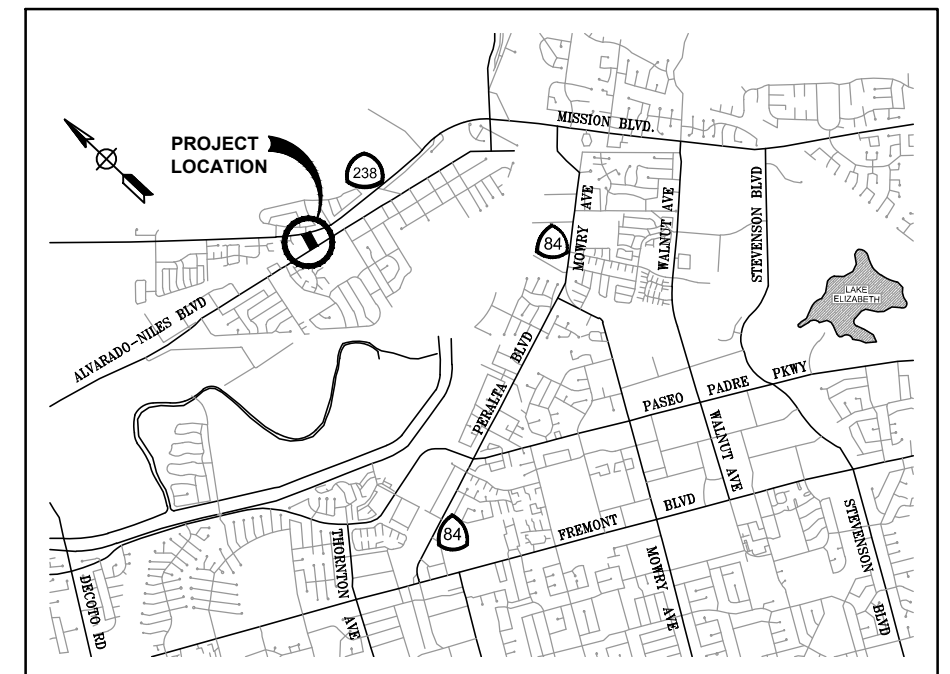 MISSION BLVD.
PROJECT
LOCATION
238
MOWRY AVE
WALNUT AVE
STEVENSON BLVD
84
LAKE
ELIZABETH
ALVARADO-NILES BLVD
PERALTA BLVD
PASEO PADRE PKWY
WALNUT AVE
FREMONT BLVD
84
THORNTON AVE
MOWRY AVE
STEVENSON BLVD
DECOTO RD